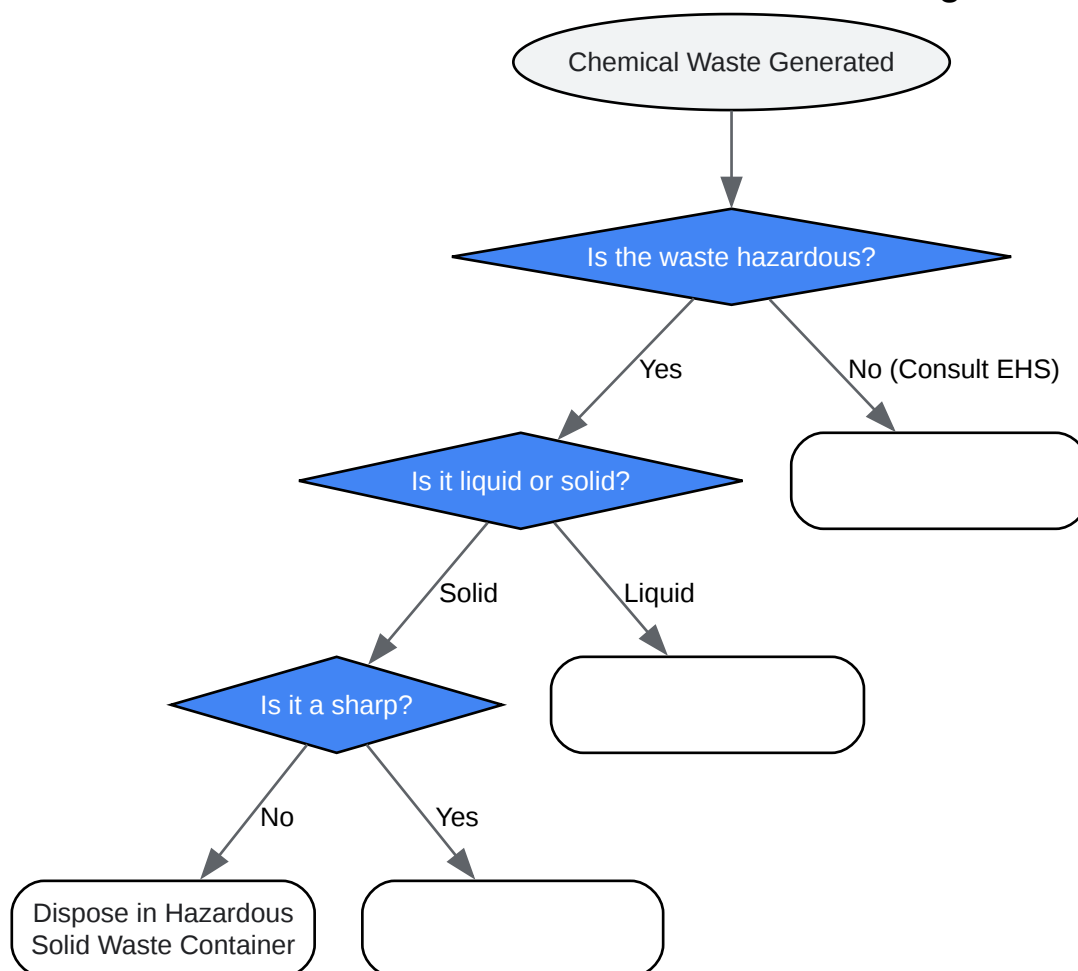 Chemical Waste Generated
Is the waste hazardous?
Yes
No (Consult EHS)
Is it liquid or solid?
Solid
Liquid
Is it a sharp?
No
Yes
Dispose in Hazardous
Solid Waste Container